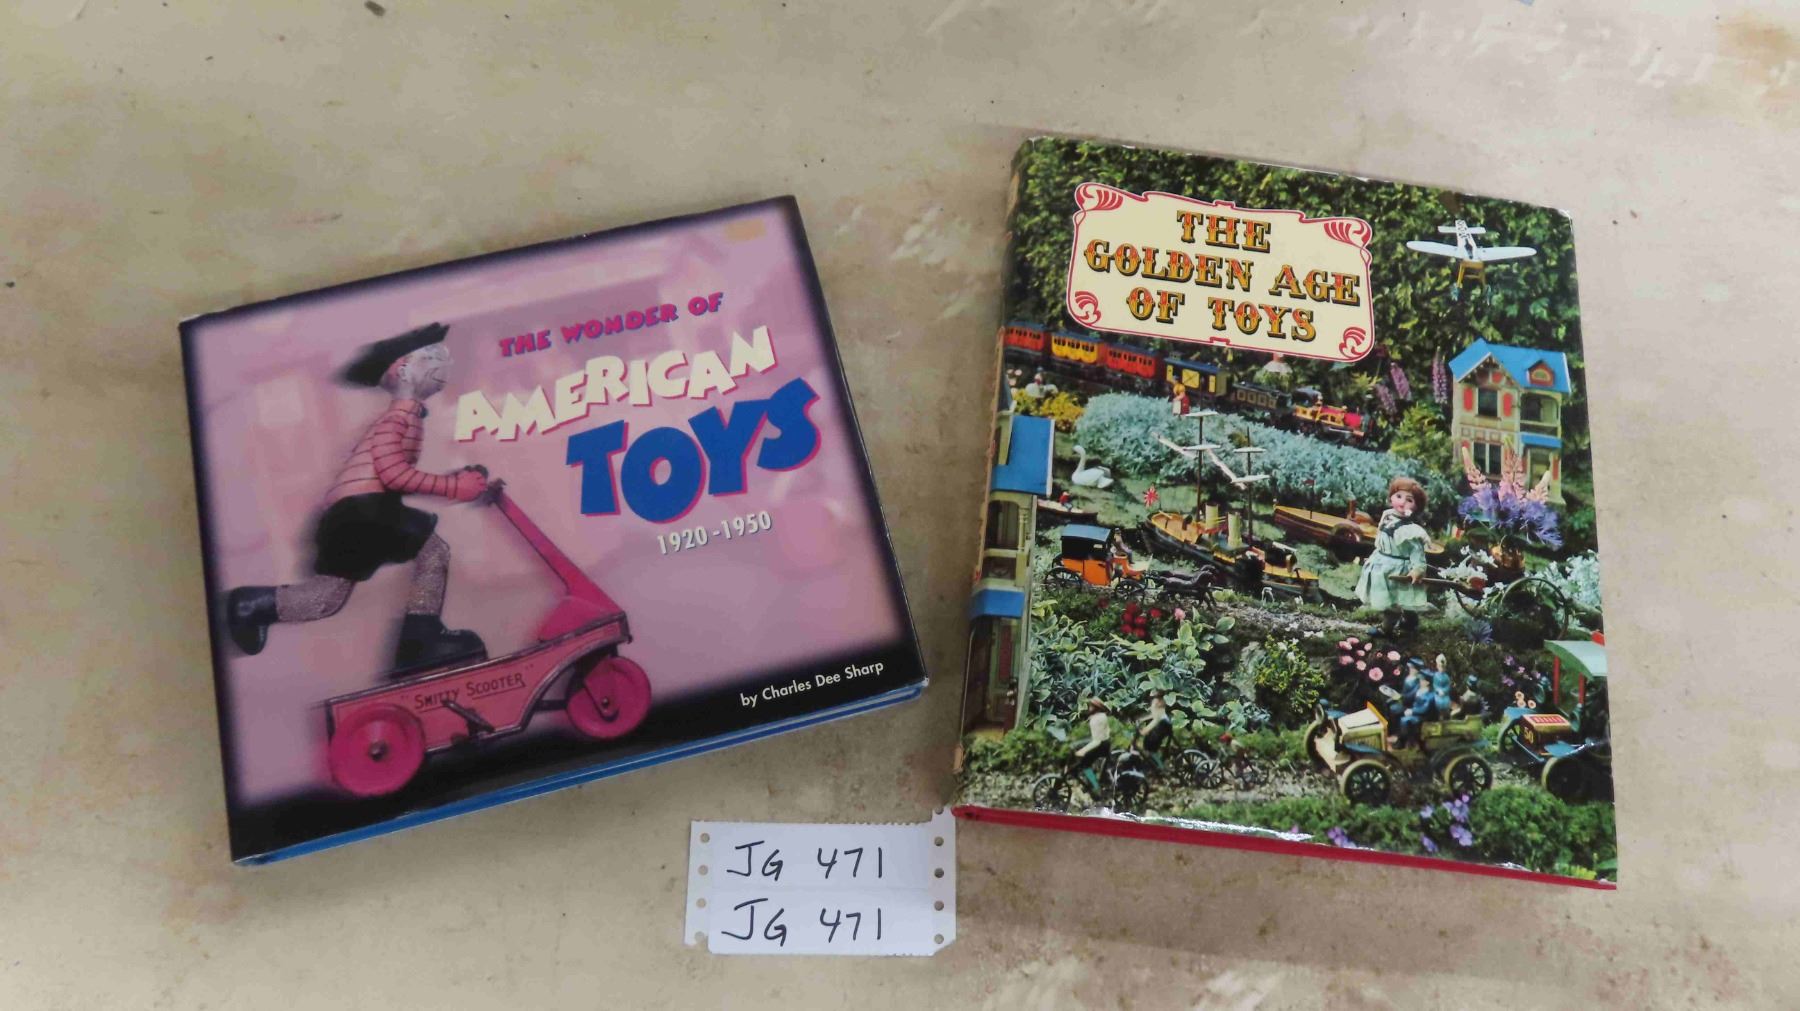 THE WONDER OF
AMERICAN
TOYS
1920-1950
"SMITTY SCOOTER"
by Charles Dee Sharp
THE
GOLDEN AGE
OF TOYS
50
JG 471
JG 471